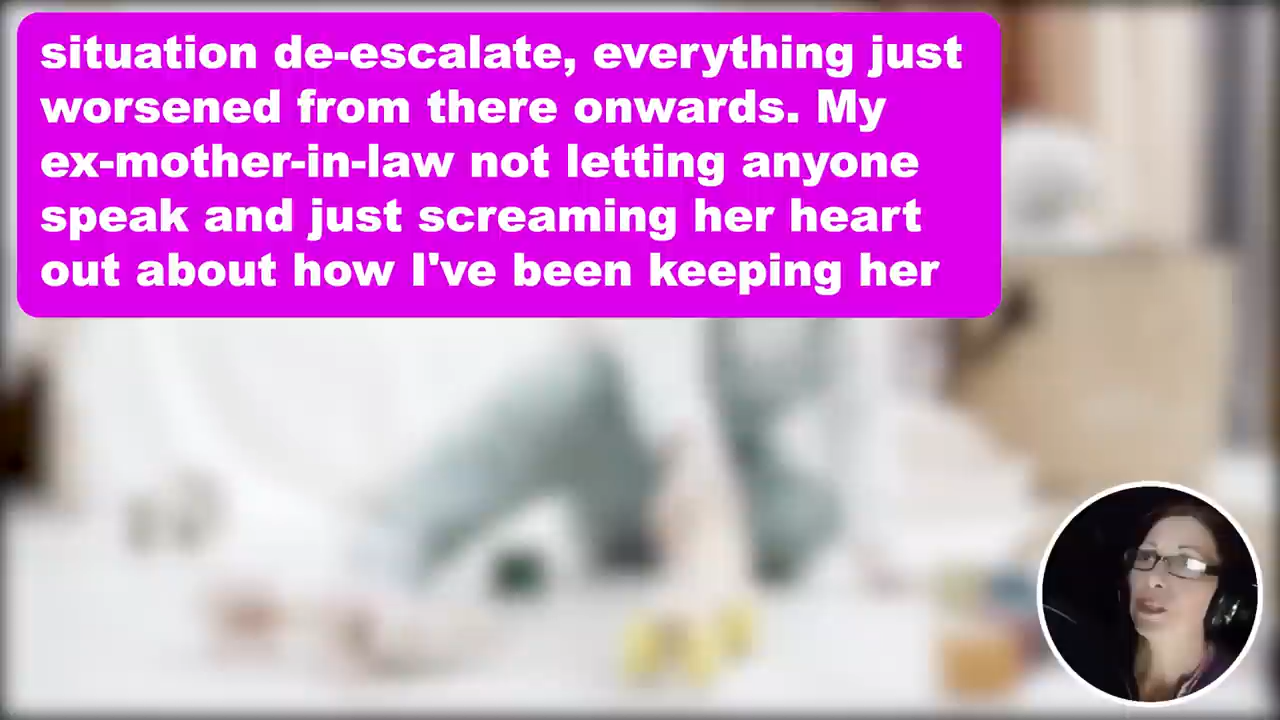 situation de-escalate, everything just
worsened from there onwards. My
ex-mother-in-law not letting anyone
speak and just screaming her heart
out about how I've been keeping her